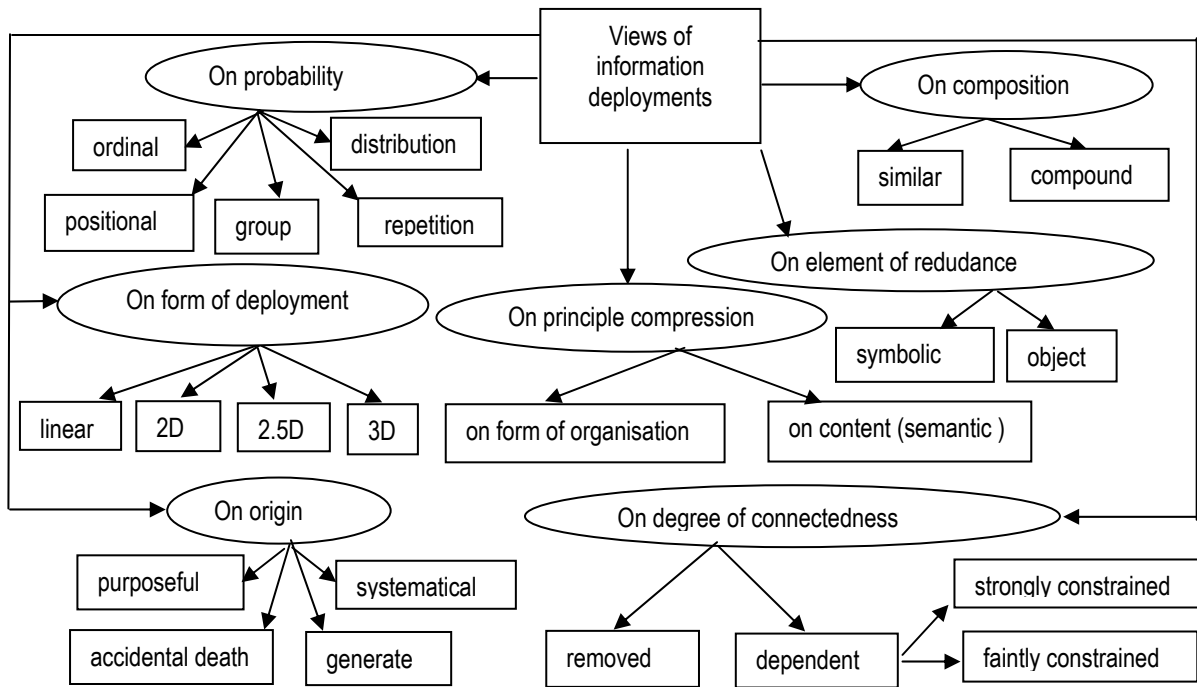 Views of
information
deployments
On probability
ordinal
distribution
positional
group
repetition
On composition
similar
compound
On element of redudance
symbolic
object
On form of deployment
linear
2D
2.5D
3D
On principle compression
on form of organisation
on content (semantic )
On origin
purposeful
systematical
accidental death
generate
On degree of connectedness
removed
dependent
strongly constrained
faintly constrained